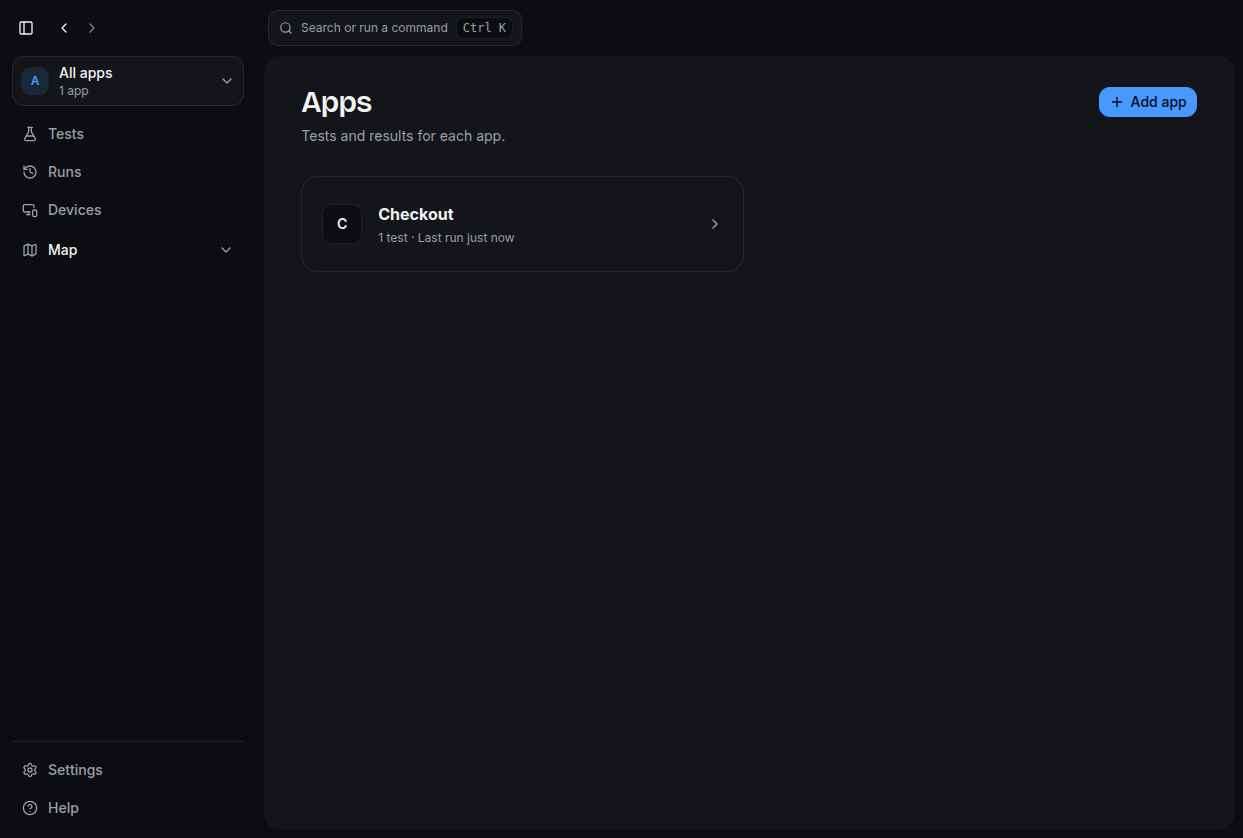 Search or run a command Ctrl K
A
All apps
1 app
Tests
Runs
Devices
Map
Settings
Help
Apps
Tests and results for each app.
Add app
C
Checkout
1 test · Last run just now